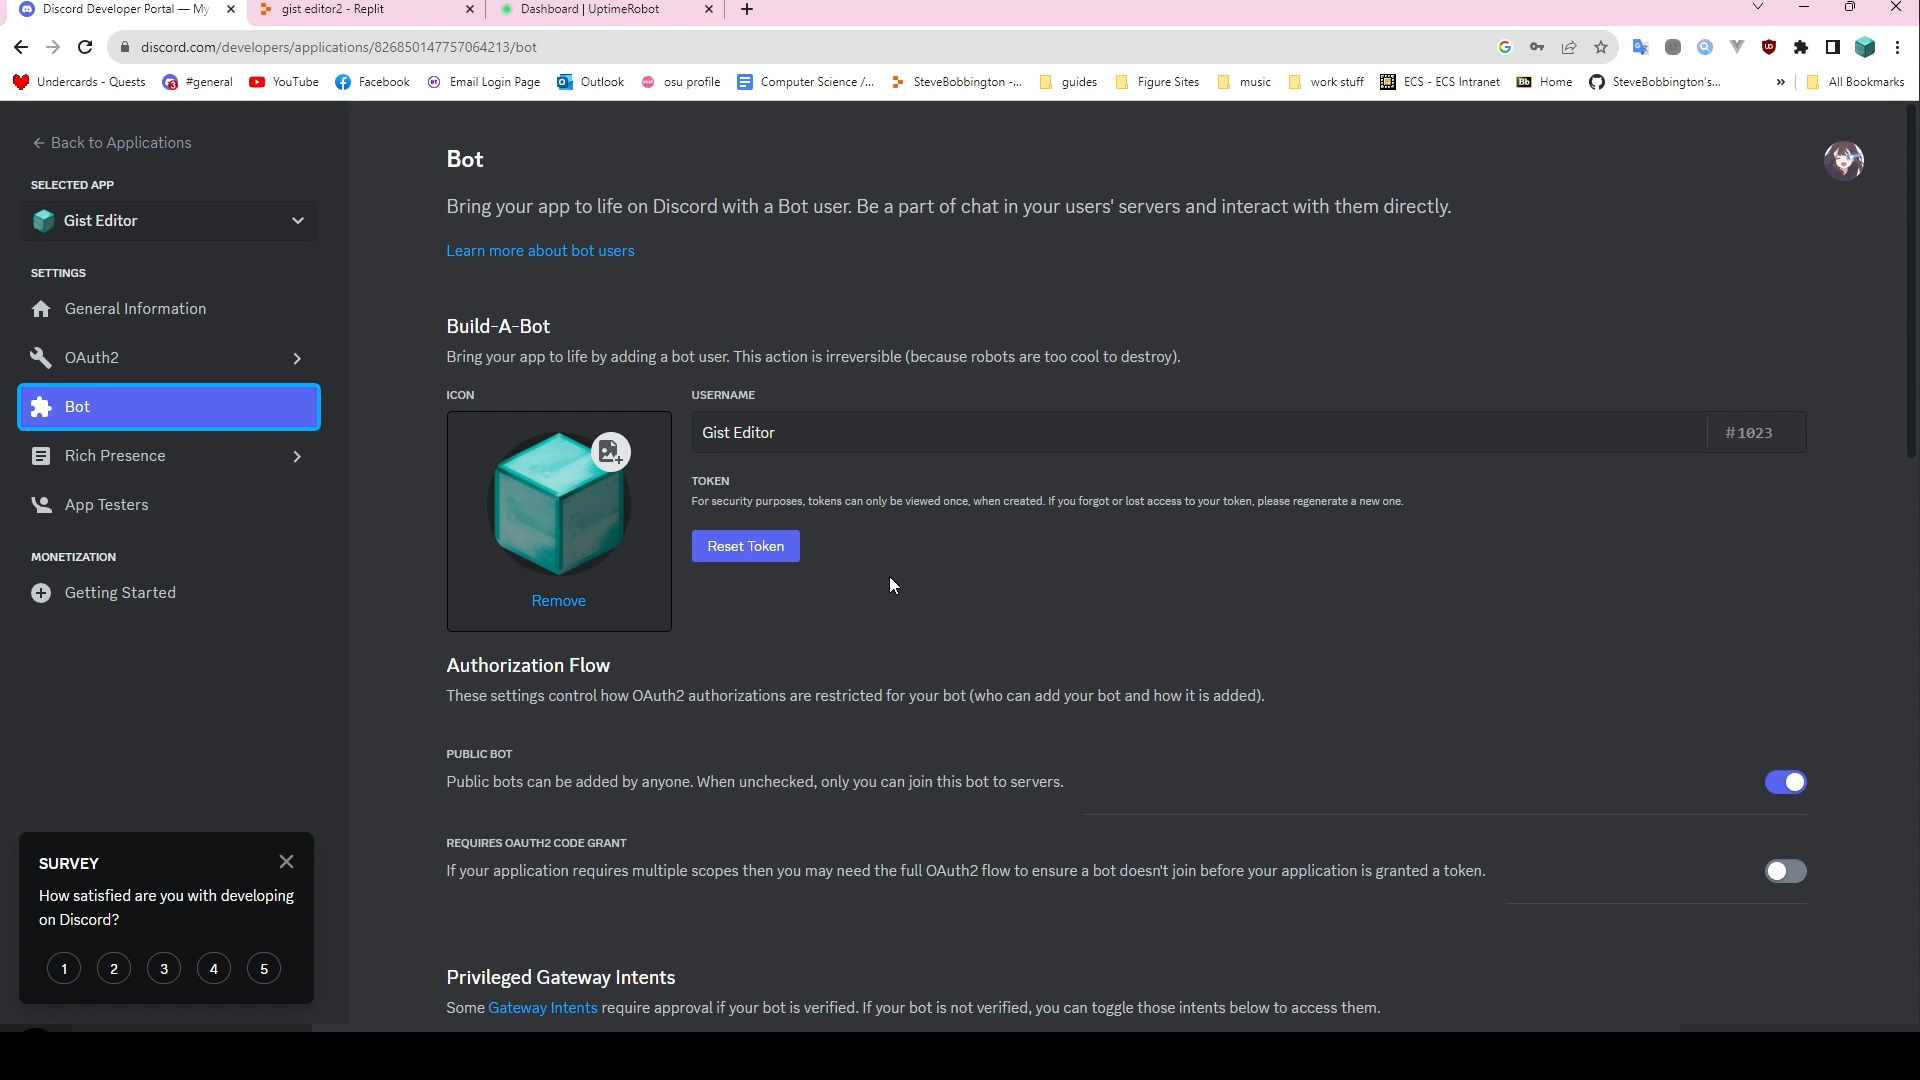 Discord Developer Portal — My
gist editor2 - Replit
Dashboard | UptimeRobot
discord.com/developers/applications/826850147757064213/bot
Undercards - Quests
#general
YouTube
Facebook
Email Login Page
Outlook
osu profile
Computer Science /...
SteveBobbington -...
guides
Figure Sites
music
work stuff
ECS - ECS Intranet
Home
SteveBobbington's...
»
All Bookmarks
← Back to Applications
SELECTED APP
Gist Editor
SETTINGS
General Information
OAuth2
Bot
Rich Presence
App Testers
MONETIZATION
Getting Started
SURVEY
How satisfied are you with developing
on Discord?
1 2 3 4 5
Bot
Bring your app to life on Discord with a Bot user. Be a part of chat in your users' servers and interact with them directly.
Learn more about bot users
Build-A-Bot
Bring your app to life by adding a bot user. This action is irreversible (because robots are too cool to destroy).
ICON
Remove
USERNAME
Gist Editor
#1023
TOKEN
For security purposes, tokens can only be viewed once, when created. If you forgot or lost access to your token, please regenerate a new one.
Reset Token
Authorization Flow
These settings control how OAuth2 authorizations are restricted for your bot (who can add your bot and how it is added).
PUBLIC BOT
Public bots can be added by anyone. When unchecked, only you can join this bot to servers.
REQUIRES OAUTH2 CODE GRANT
If your application requires multiple scopes then you may need the full OAuth2 flow to ensure a bot doesn't join before your application is granted a token.
Privileged Gateway Intents
Some Gateway Intents require approval if your bot is verified. If your bot is not verified, you can toggle those intents below to access them.